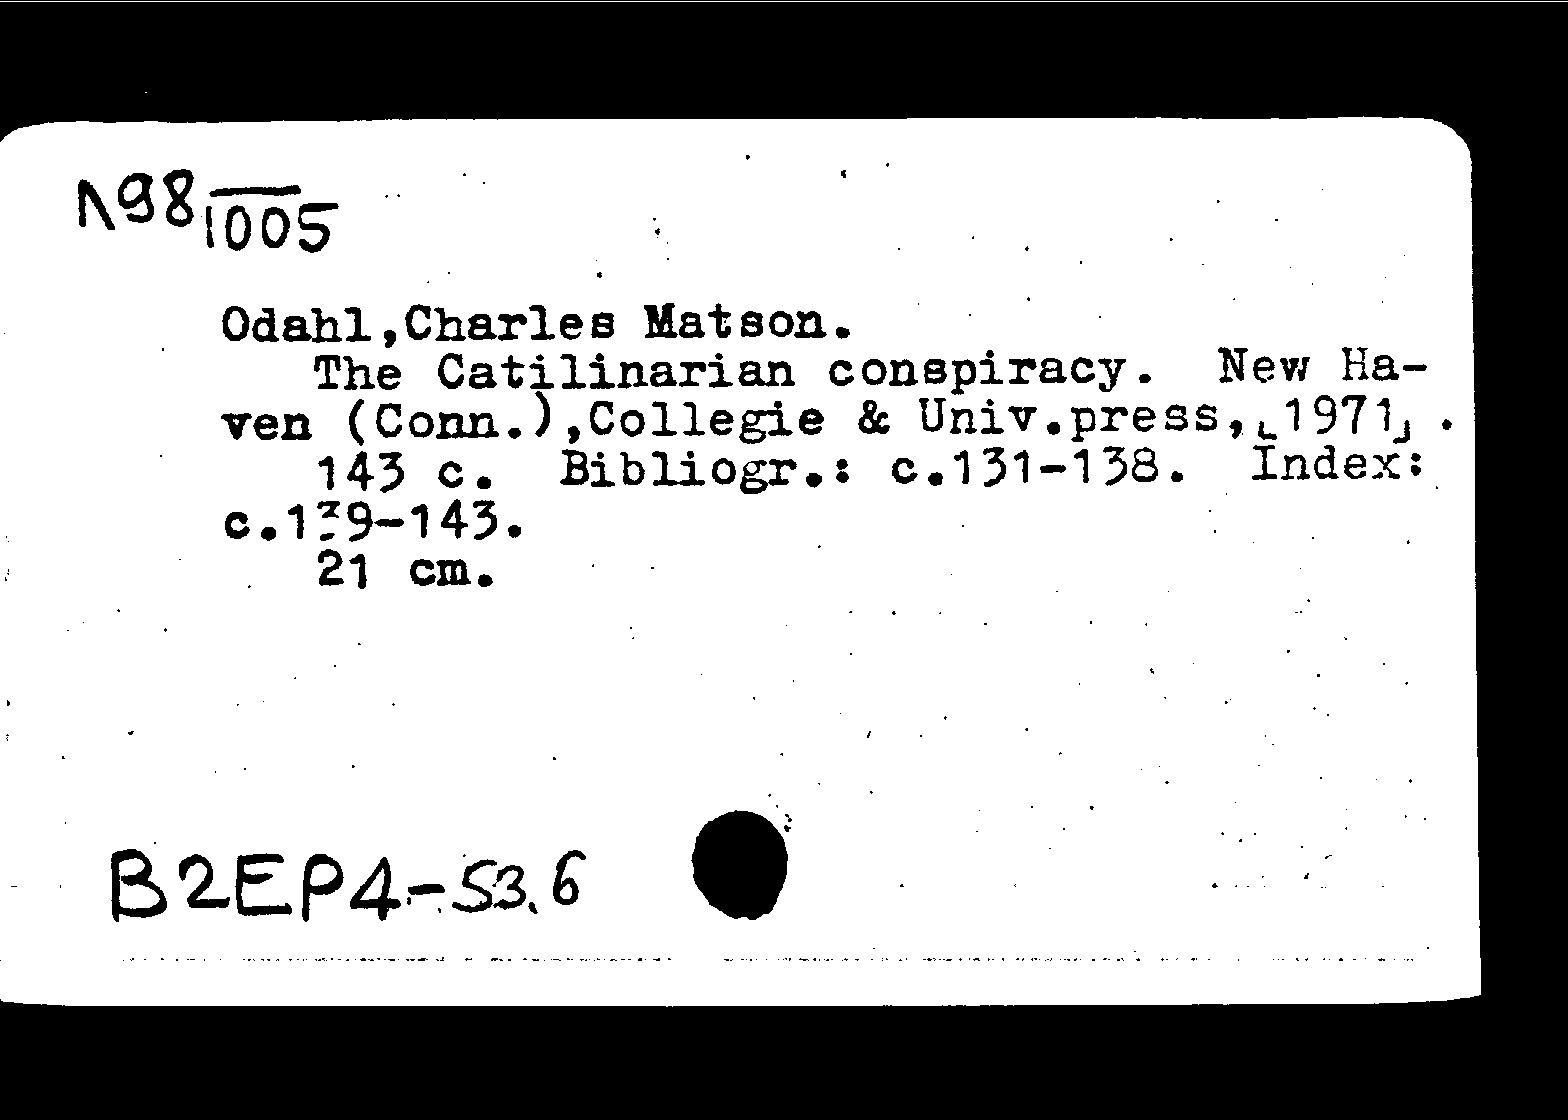 Л98 1005
Odahl,Charles Matson.
The Catilinarian conspiracy. New Ha-
ven (Conn.),Collegie & Univ.press,[1971].
143 c. Bibliogr.: c.131-138. Index:
c.139-143.
21 cm.
B2EP4-53.6